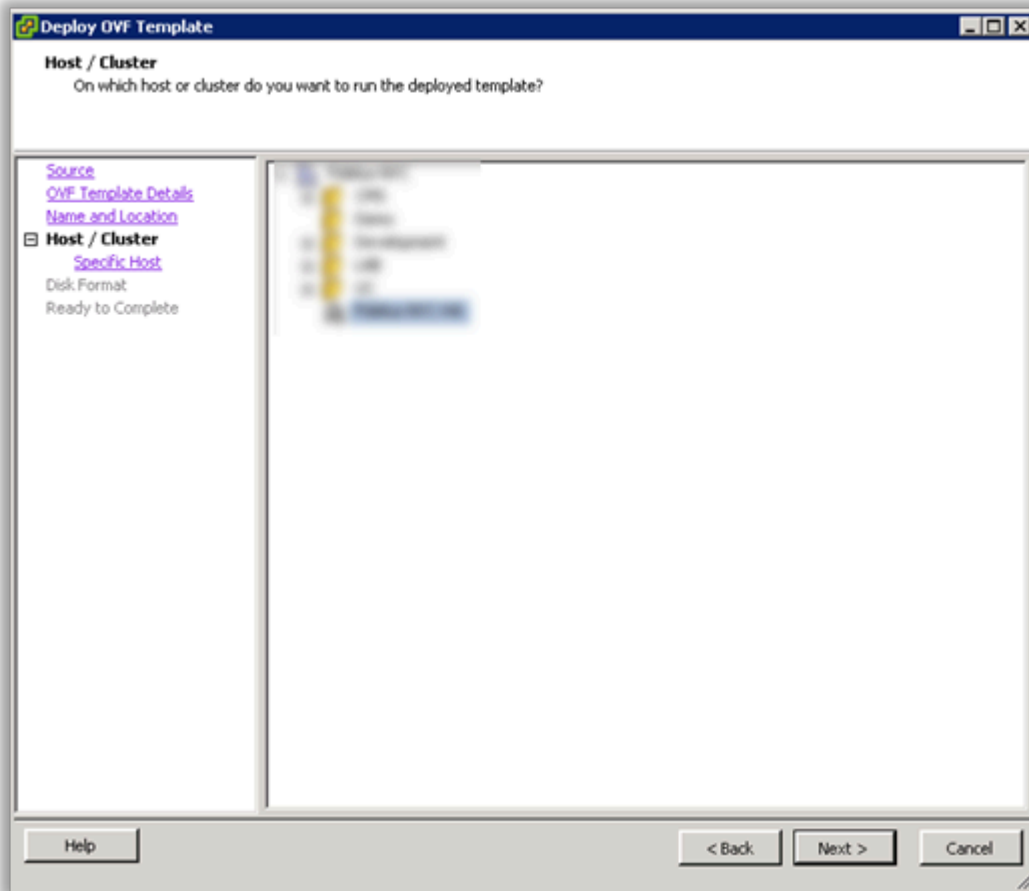 Deploy OVF Template
Host / Cluster
On which host or cluster do you want to run the deployed template?
Source
OVF Template Details
Name and Location
Host / Cluster
Specific Host
Disk Format
Ready to Complete
Development
Help
< Back
Next >
Cancel